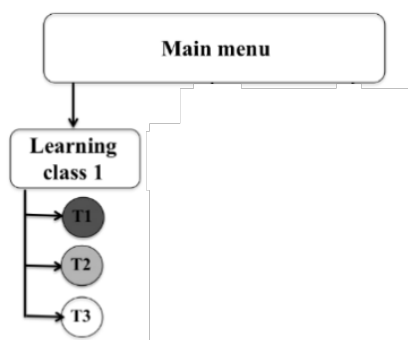 Main menu
Learning
class 1
T1
T2
T3